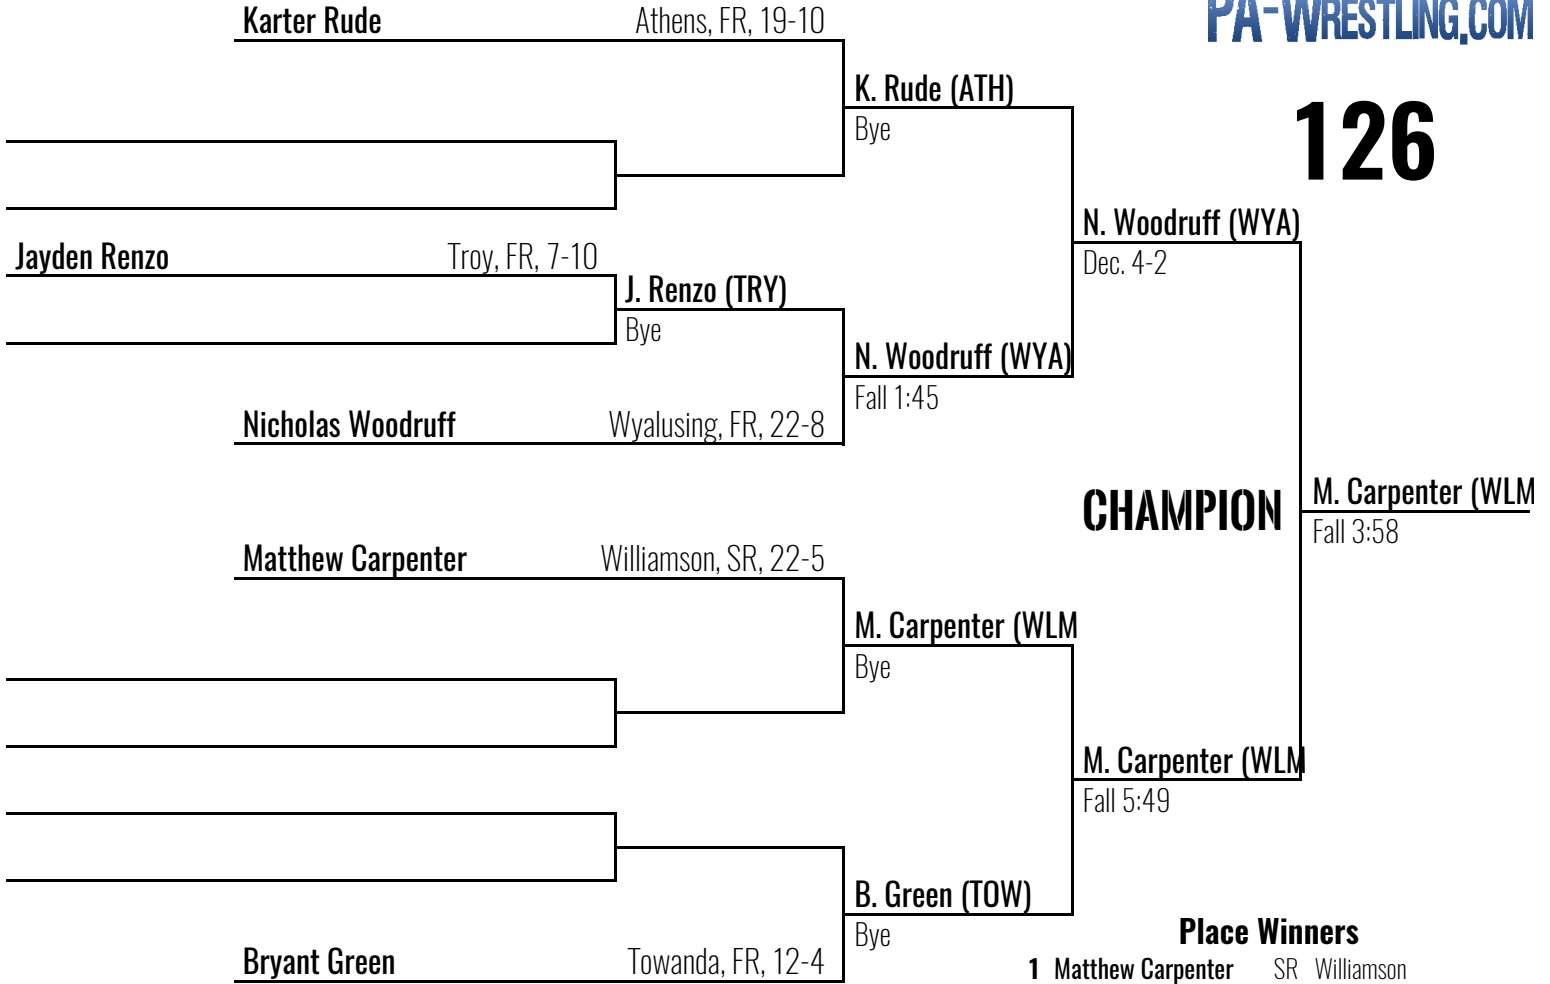 Karter Rude Athens, FR, 19-10
PA-WRESTLING.COM
K. Rude (ATH)
Bye
126
N. Woodruff (WYA)
Dec. 4-2
Jayden Renzo Troy, FR, 7-10
J. Renzo (TRY)
Bye
N. Woodruff (WYA)
Fall 1:45
Nicholas Woodruff Wyalusing, FR, 22-8
CHAMPION
M. Carpenter (WLM
Fall 3:58
Matthew Carpenter Williamson, SR, 22-5
M. Carpenter (WLM
Bye
M. Carpenter (WLM
Fall 5:49
B. Green (TOW)
Bye
Bryant Green Towanda, FR, 12-4
Place Winners
1 Matthew Carpenter SR Williamson